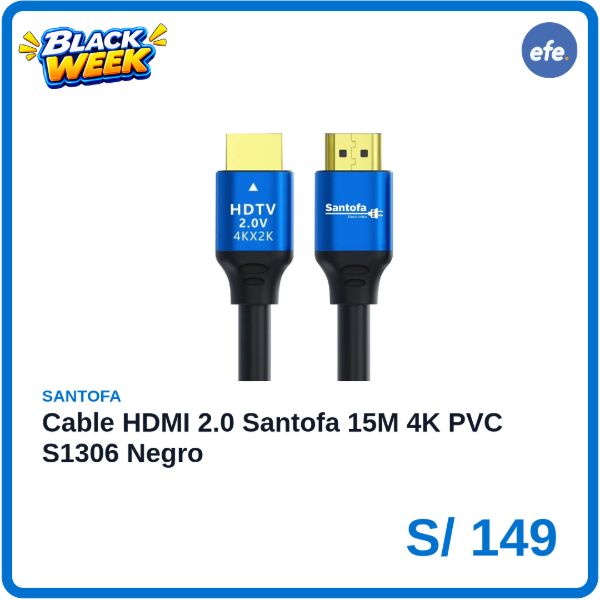 BLACK
WEEK
efe.
HDTV
2.0V
4KX2K
Santofa
SANTOFA
Cable HDMI 2.0 Santofa 15M 4K PVC
S1306 Negro
S/ 149